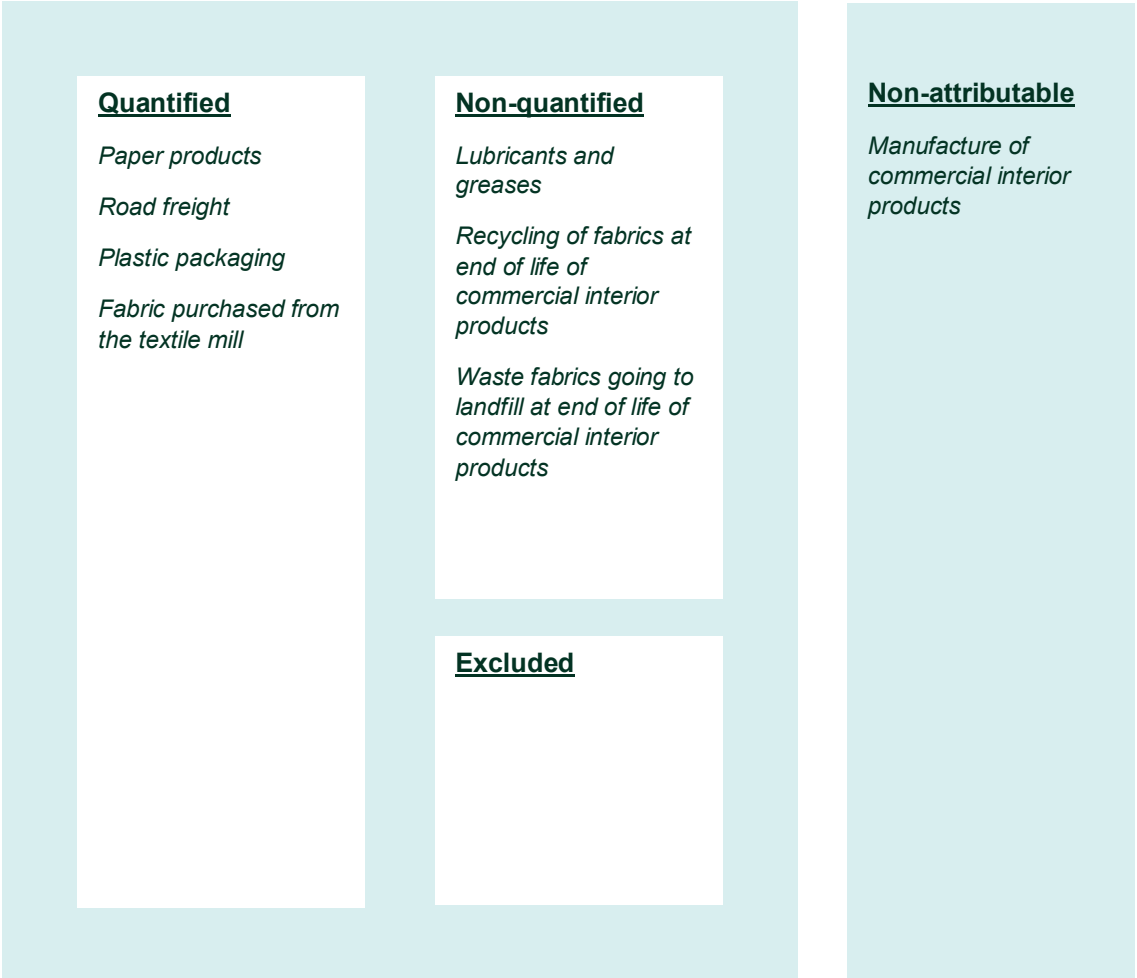 Quantified
Paper products
Road freight
Plastic packaging
Fabric purchased from
the textile mill
Non-quantified
Lubricants and
greases
Recycling of fabrics at
end of life of
commercial interior
products
Waste fabrics going to
landfill at end of life of
commercial interior
products
Excluded
Non-attributable
Manufacture of
commercial interior
products